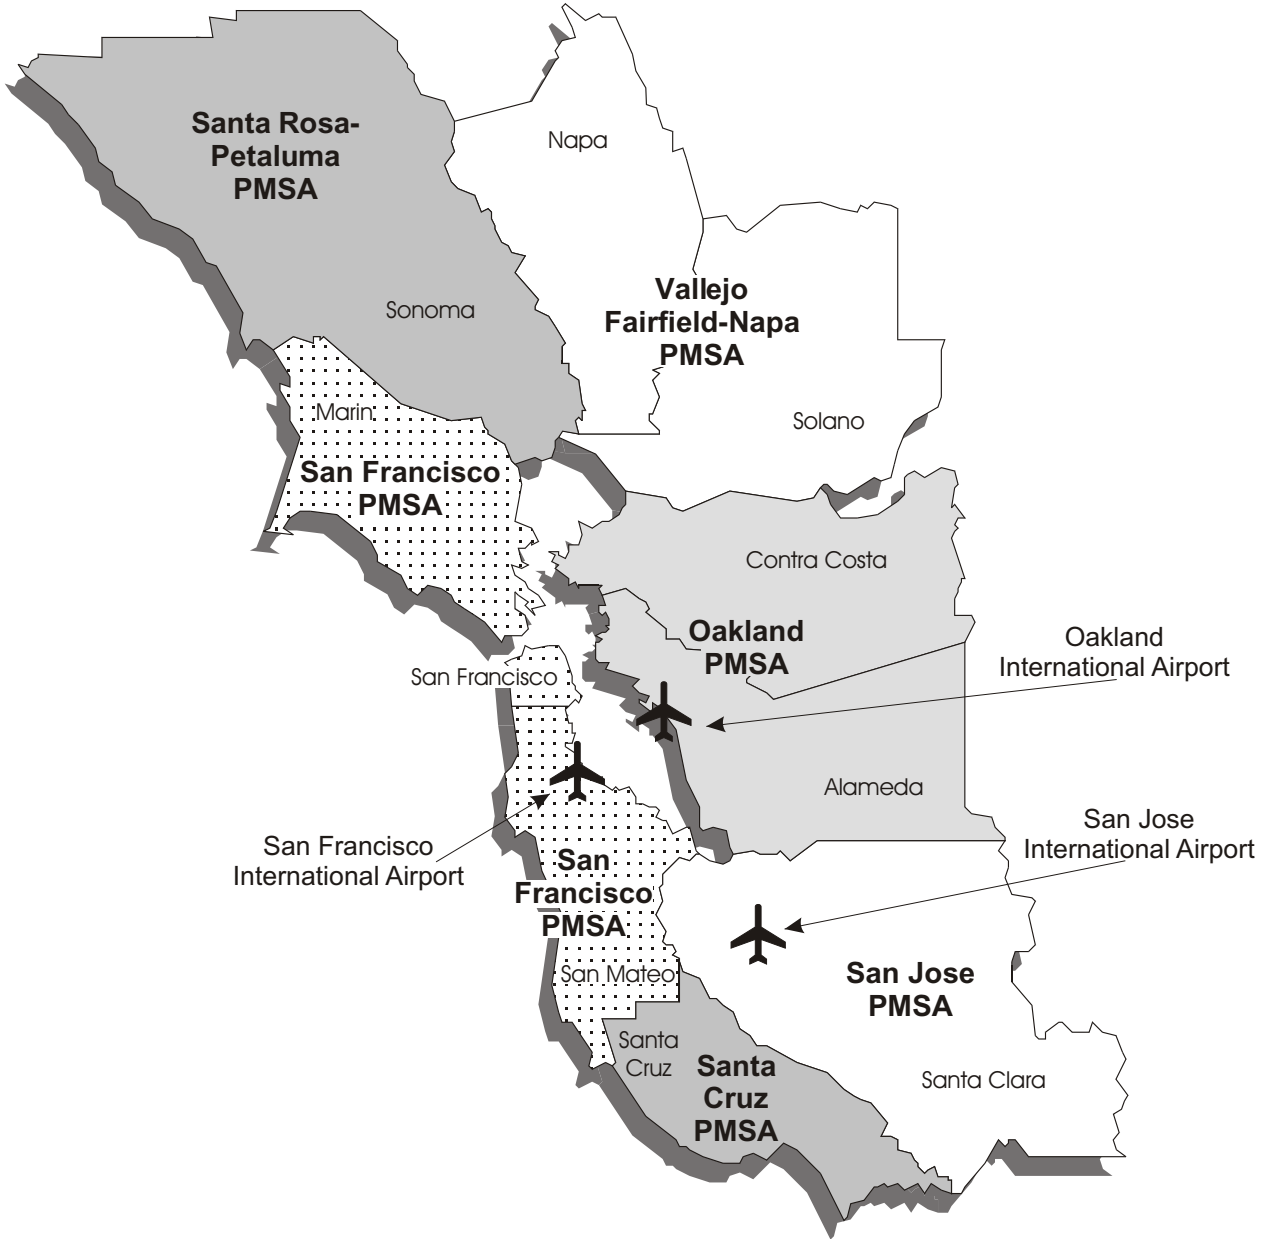 Santa Rosa-
Petaluma
PMSA
Napa
Sonoma
Vallejo
Fairfield-Napa
PMSA
Solano
Marin
San Francisco
PMSA
Contra Costa
Oakland
PMSA
Oakland
International Airport
San Francisco
Alameda
San Jose
International Airport
San Francisco
International Airport
San
Francisco
PMSA
San Mateo
San Jose
PMSA
Santa
Cruz
Santa
Cruz
PMSA
Santa Clara